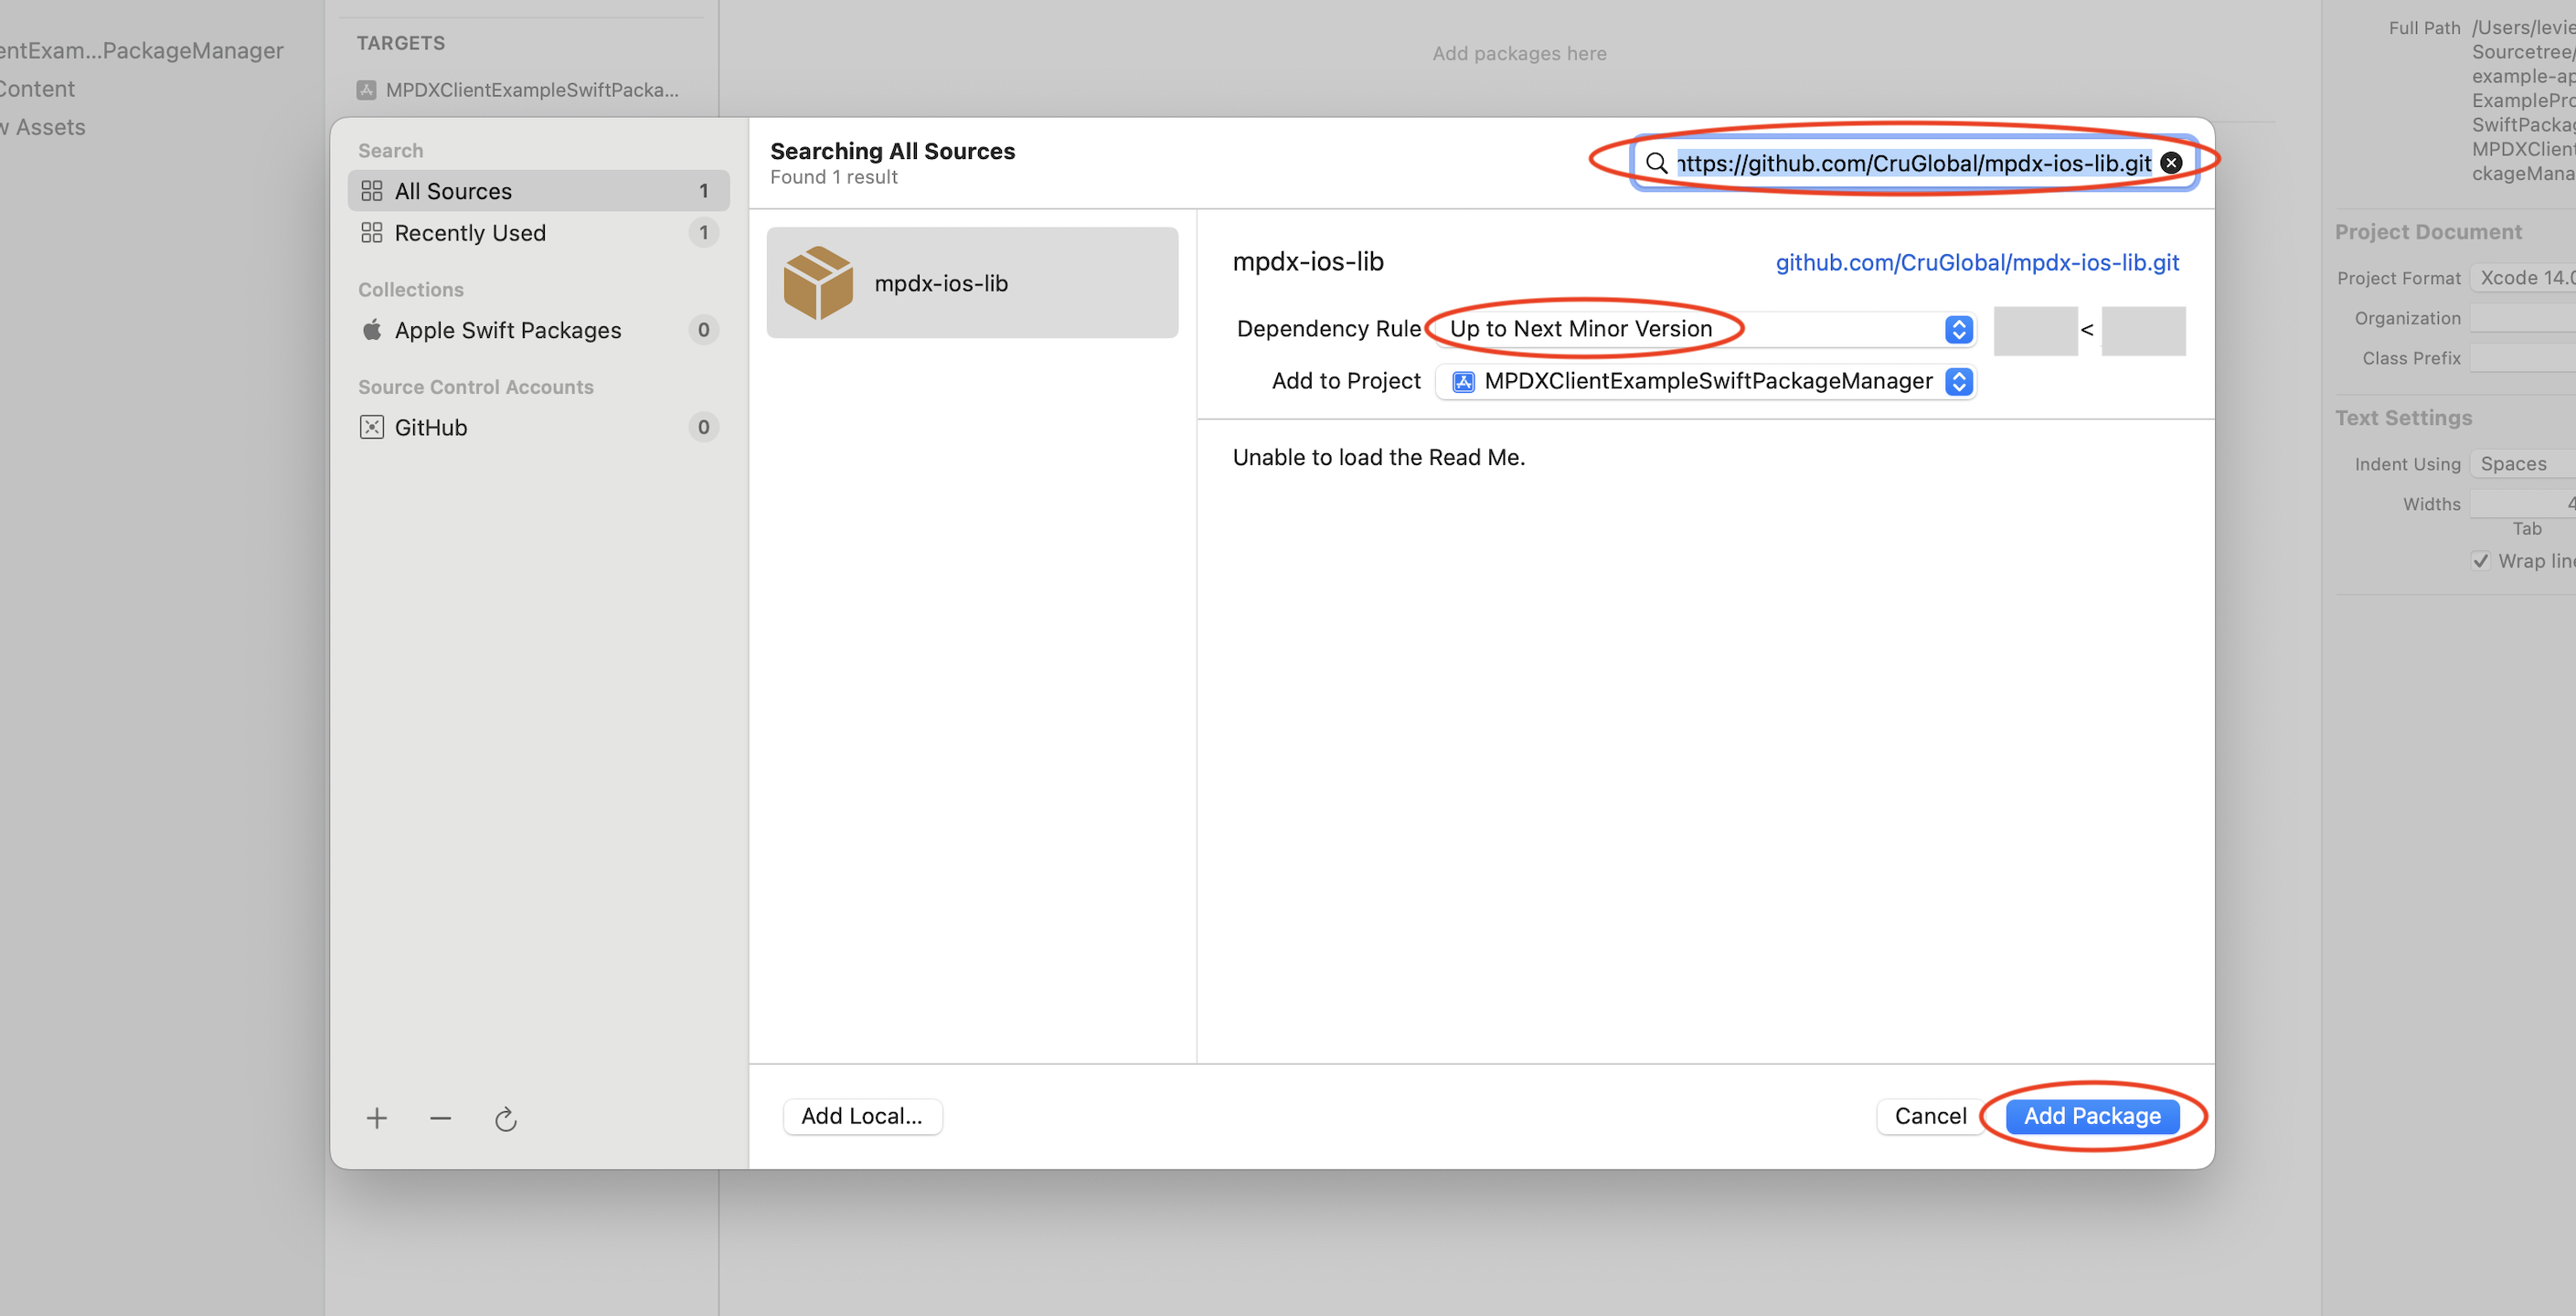 entExam...PackageManager
Content
w Assets
TARGETS
MPDXClientExampleSwiftPacka...
Add packages here
Search
All Sources 1
Recently Used 1
Collections
Apple Swift Packages 0
Source Control Accounts
GitHub 0
Searching All Sources
Found 1 result
https://github.com/CruGlobal/mpdx-ios-lib.git
mpdx-ios-lib
mpdx-ios-lib
github.com/CruGlobal/mpdx-ios-lib.git
Dependency Rule Up to Next Minor Version <
Add to Project MPDXClientExampleSwiftPackageManager
Unable to load the Read Me.
Add Local...
Cancel
Add Package
Full Path /Users/levie
Sourcetree/
example-ap
ExamplePro
SwiftPackag
MPDXClient
ckageMana
Project Document
Project Format Xcode 14.0
Organization
Class Prefix
Text Settings
Indent Using Spaces
Widths 4
Tab
Wrap line